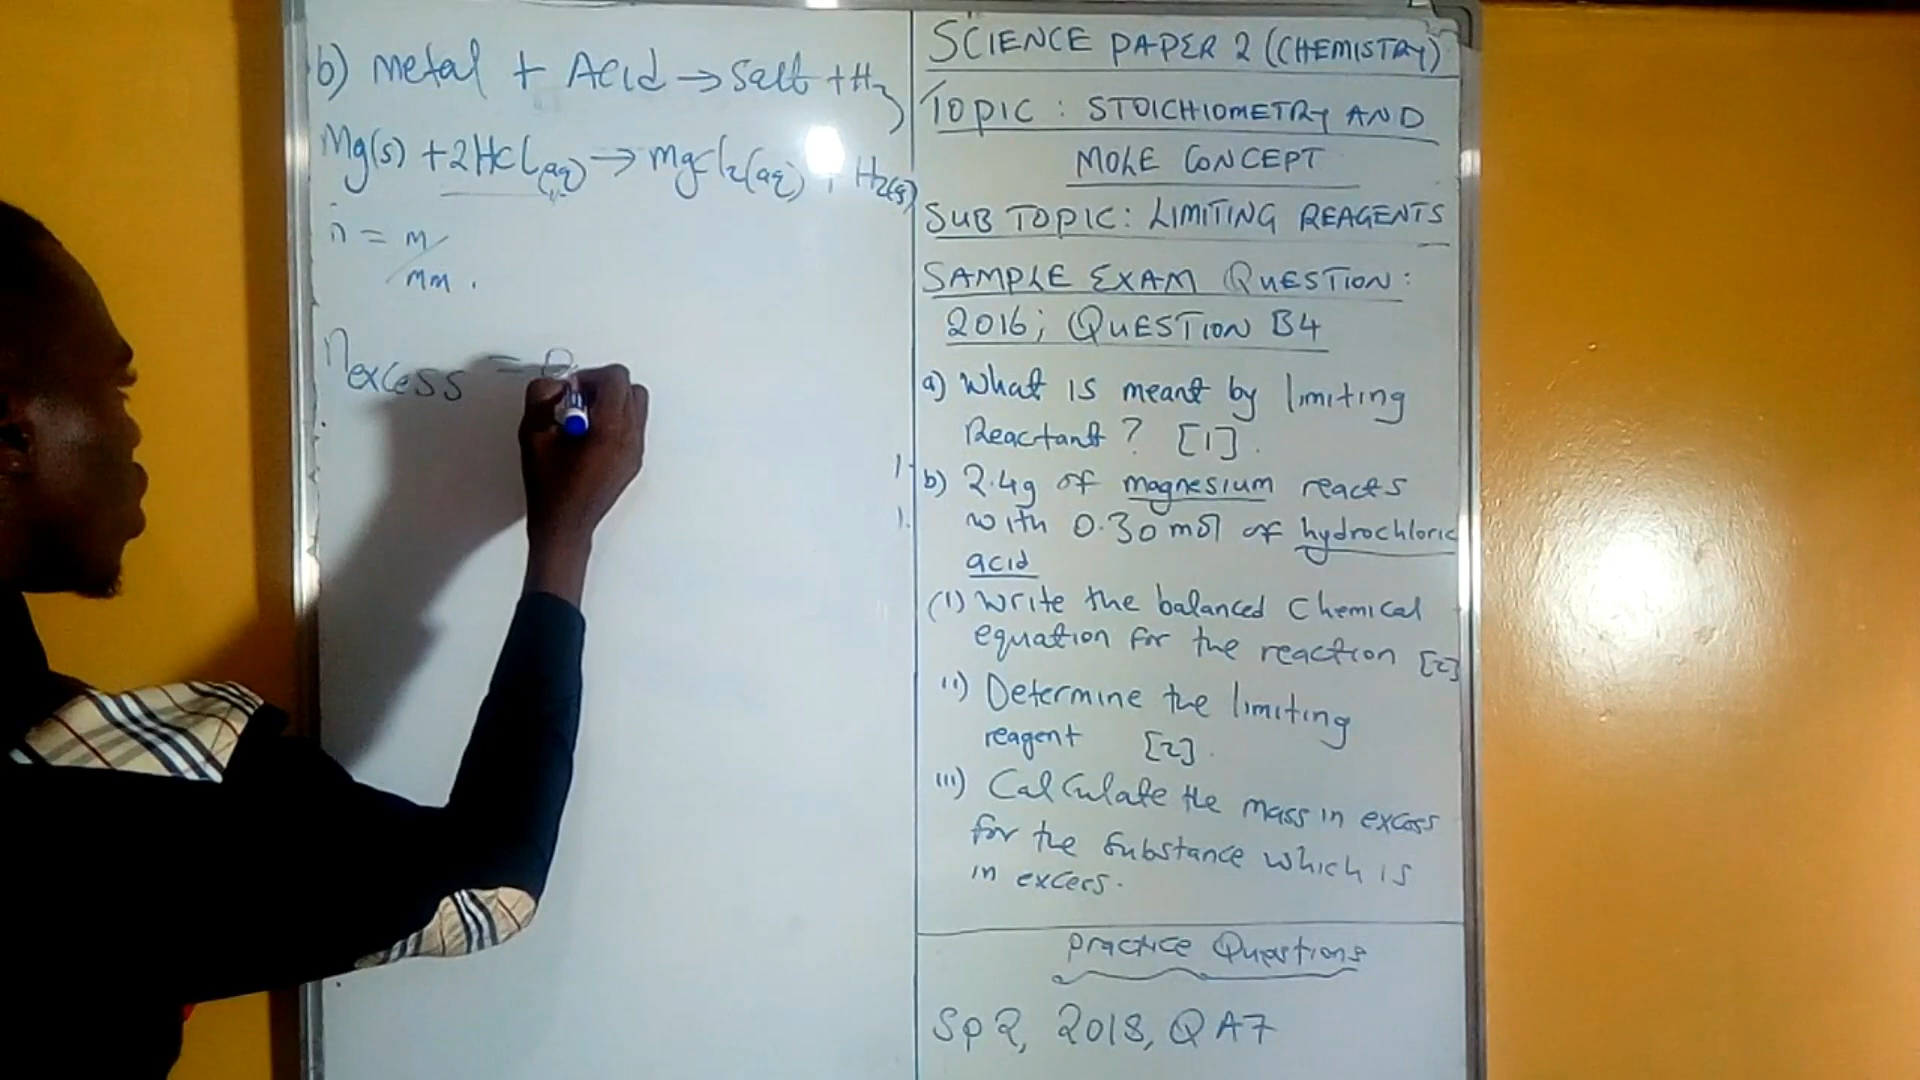 b) metal + Acid → Salt + H2
Mg(s) + 2HCl(aq) → MgCl2(aq) + H2(g)
n = m/
mm.
nexcess = 0
SCIENCE PAPER 2 (CHEMISTRY)
TOPIC : STOICHIOMETRY AND
MOLE CONCEPT
SUB TOPIC: LIMITING REAGENTS
SAMPLE EXAM QUESTION:
2016; QUESTION B4
a) What is meant by limiting
Reactant? [1].
b) 2.4g of magnesium reacts
with 0.30 mol of hydrochloric
acid
(i) Write the balanced Chemical
equation for the reaction [2]
ii) Determine the limiting
reagent [2].
iii) Calculate the mass in excess
for the Substance which is
in excess.
Practice Questions
Sp2, 2018, Q A7